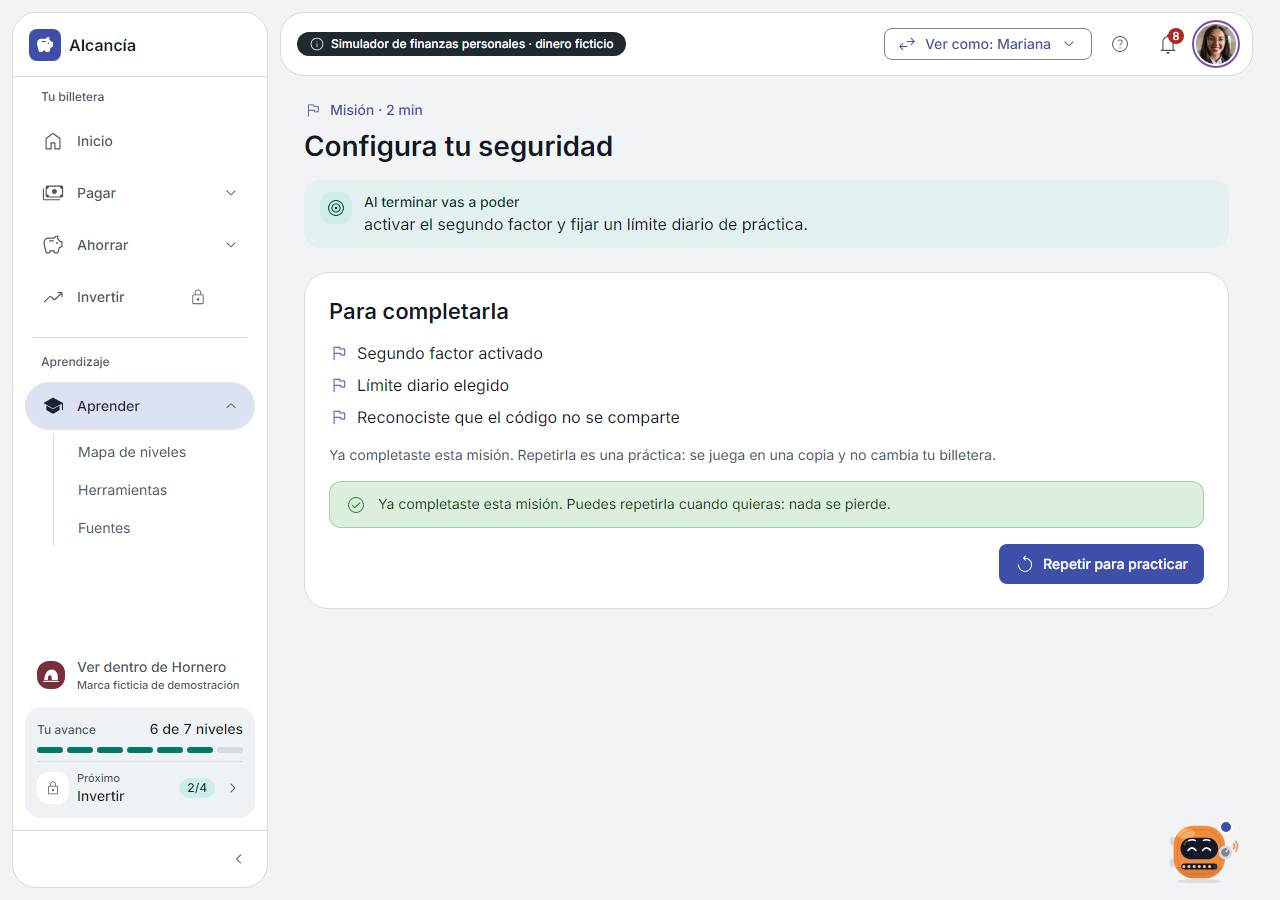 Alcancía
Simulador de finanzas personales · dinero ficticio
Ver como: Mariana
8
Tu billetera
Inicio
Pagar
Ahorrar
Invertir
Aprendizaje
Aprender
Mapa de niveles
Herramientas
Fuentes
Ver dentro de Hornero
Marca ficticia de demostración
Tu avance
6 de 7 niveles
Próximo
Invertir
2/4
Misión · 2 min
Configura tu seguridad
Al terminar vas a poder
activar el segundo factor y fijar un límite diario de práctica.
Para completarla
Segundo factor activado
Límite diario elegido
Reconociste que el código no se comparte
Ya completaste esta misión. Repetirla es una práctica: se juega en una copia y no cambia tu billetera.
Ya completaste esta misión. Puedes repetirla cuando quieras: nada se pierde.
Repetir para practicar